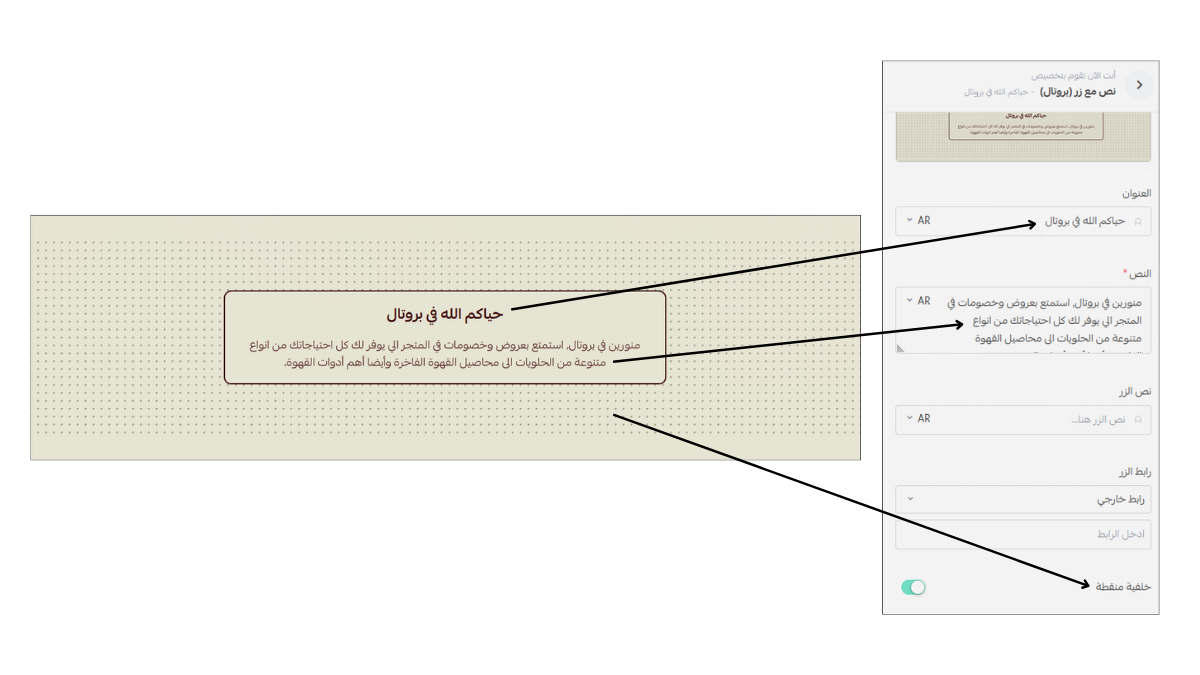 حياكم الله في بروتال
منورين في بروتال, استمتع بعروض وخصومات في المتجر الي يوفر لك كل احتياجاتك من انواع
متنوعة من الحلويات الى محاصيل القهوة الفاخرة وأيضا أهم أدوات القهوة.
أنت الآن تقوم بتخصيص
نص مع زر (بروتال) - حياكم الله في بروتال
حياكم الله في بروتال
منورين في بروتال, استمتع بعروض وخصومات في المتجر الي يوفر لك كل احتياجاتك من انواع
متنوعة من الحلويات الى محاصيل القهوة الفاخرة وأيضا أهم أدوات القهوة.
العنوان
حياكم الله في بروتال AR
النص *
منورين في بروتال, استمتع بعروض وخصومات في AR
المتجر الي يوفر لك كل احتياجاتك من انواع
متنوعة من الحلويات الى محاصيل القهوة
نص الزر
نص الزر هنا... AR
رابط الزر
رابط خارجي
ادخل الرابط
خلفية منقطة